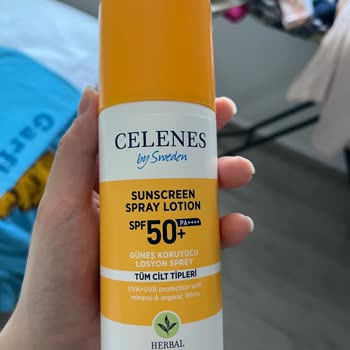 CELENES
by Sweden
SUNSCREEN
SPRAY LOTION
SPF 50+ PA++++
GÜNEŞ KORUYUCU
LOSYON SPREY
TÜM CİLT TİPLERİ
UVA+UVB protection with
mineral & organic filters
HERBAL
Garfi